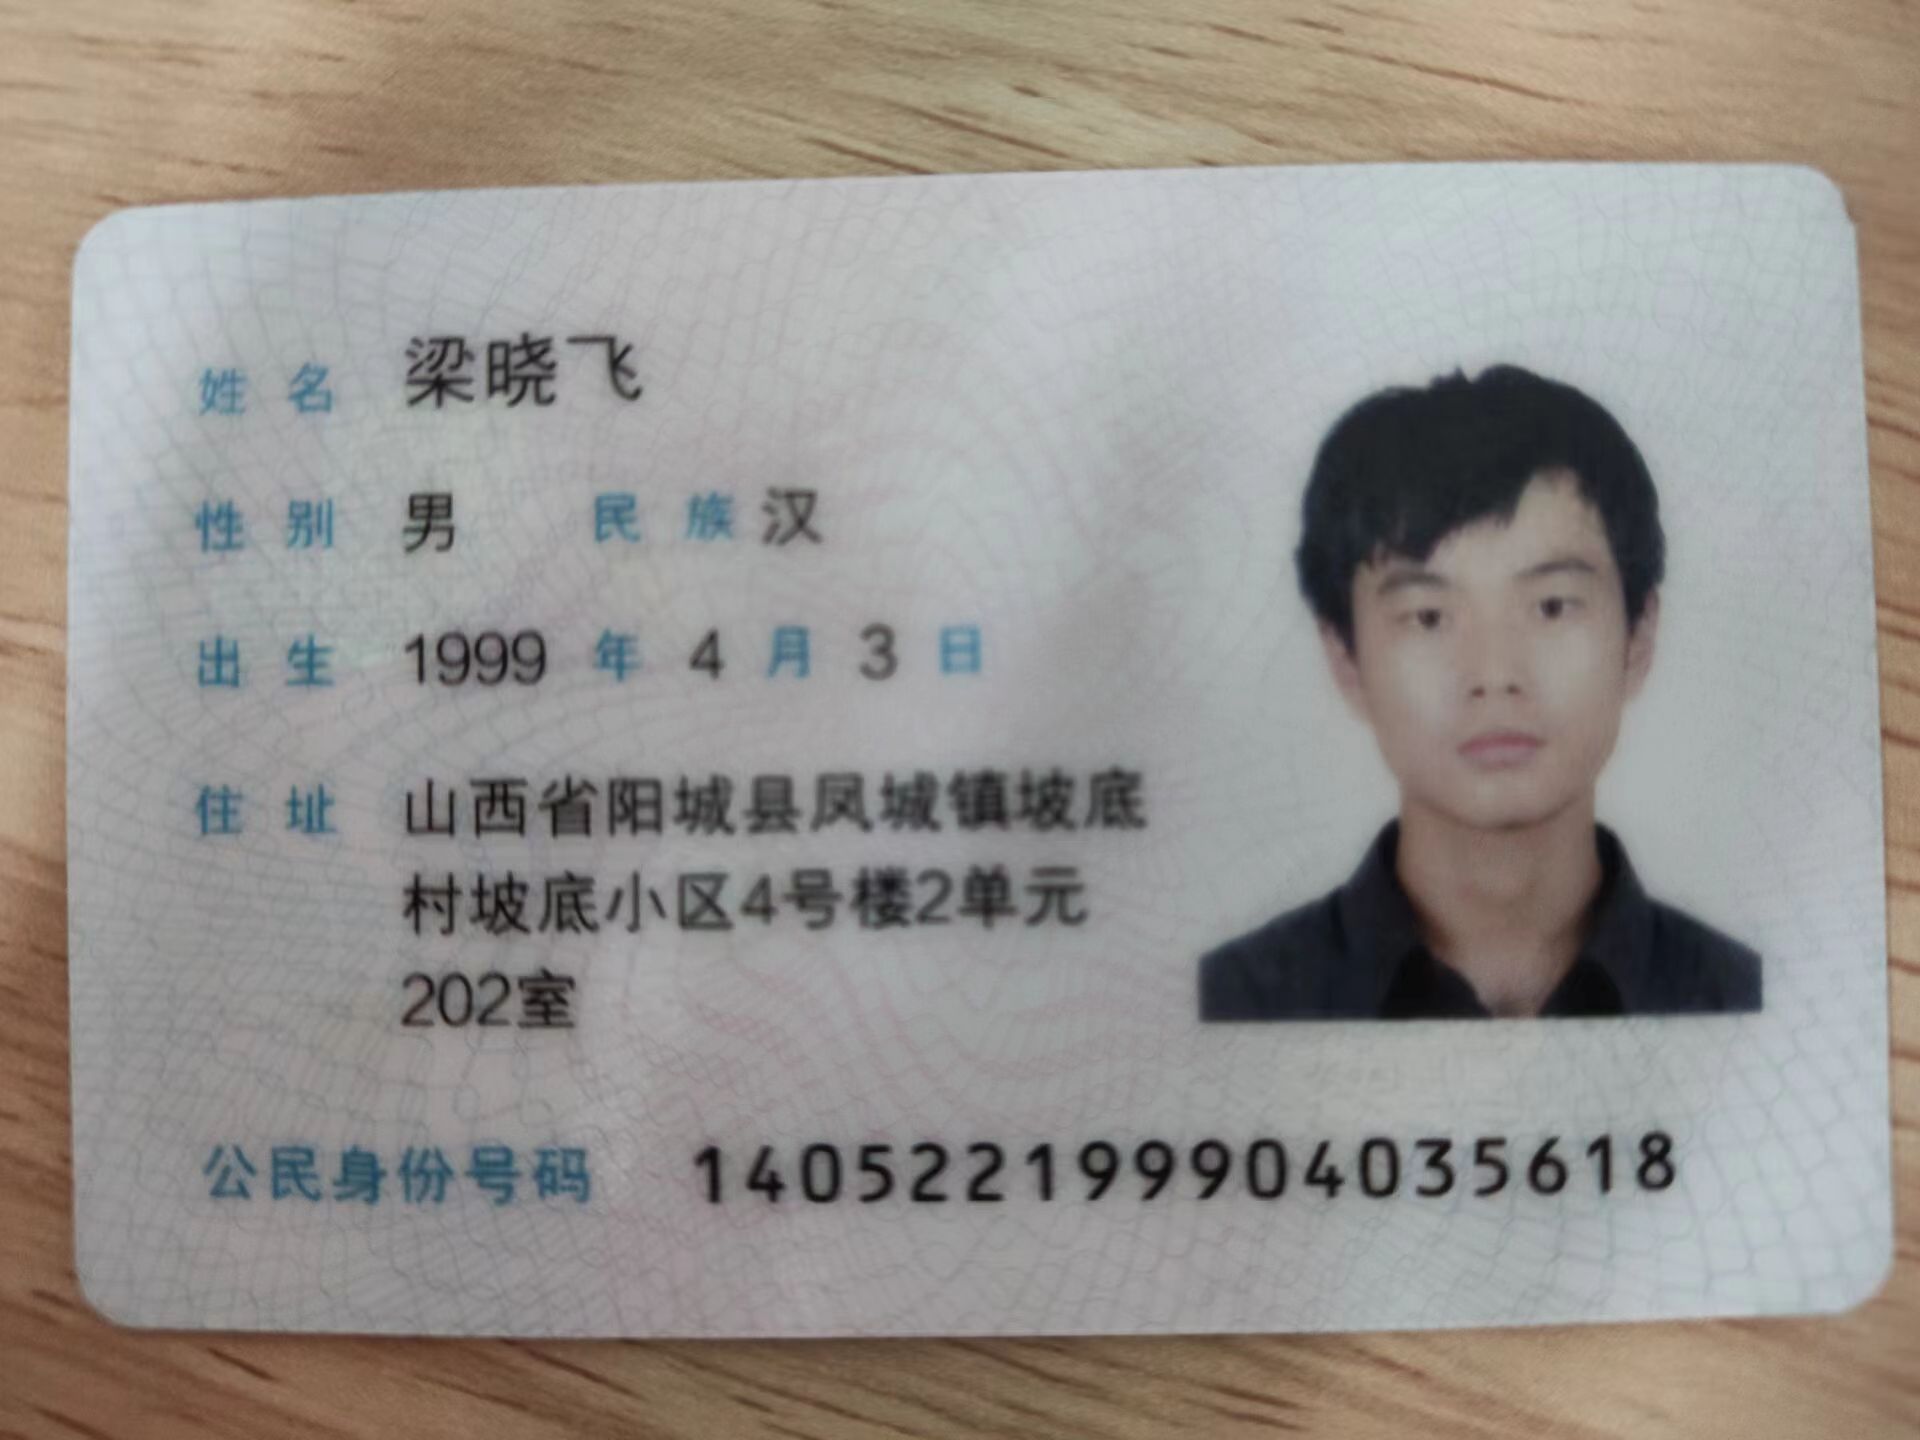 姓名 梁晓飞
性别 男 民族 汉
出生 1999 年 4 月 3 日
住址 山西省阳城县凤城镇坡底
村坡底小区4号楼2单元
202室
公民身份号码 140522199904035618